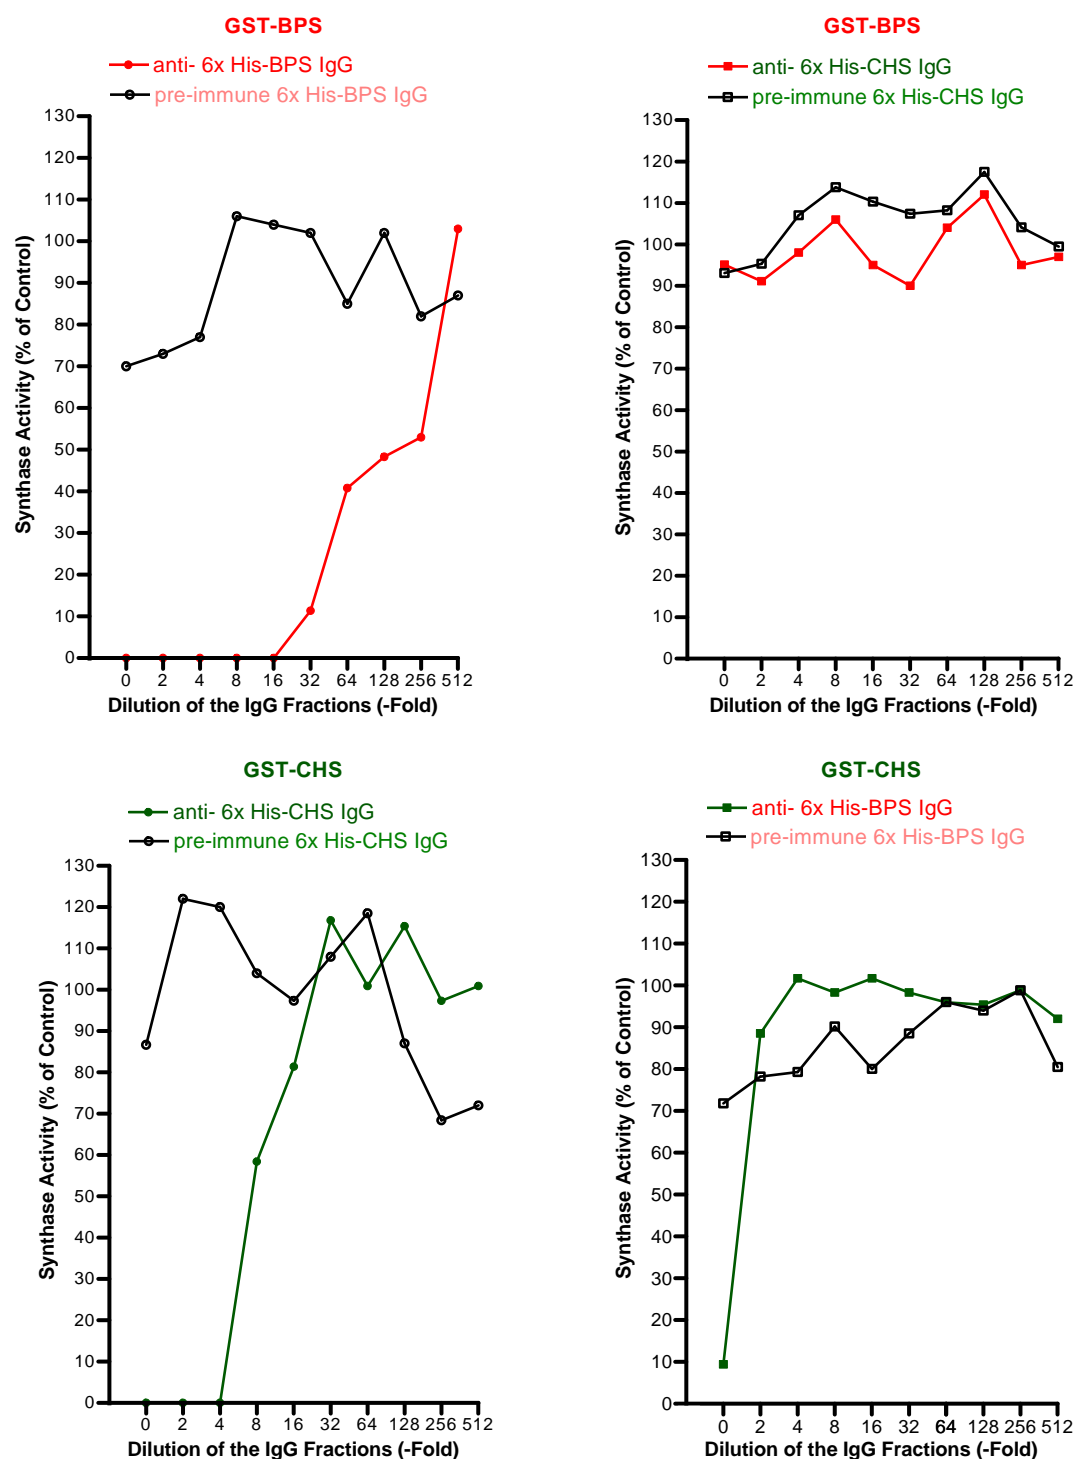 GST-BPS
anti- 6x His-BPS IgG
pre-immune 6x His-BPS IgG
130
120
110
100
90
80
70
60
50
40
30
20
10
0
Synthase Activity (% of Control)
0 2 4 8 16 32 64 128 256 512
Dilution of the IgG Fractions (-Fold)
GST-BPS
anti- 6x His-CHS IgG
pre-immune 6x His-CHS IgG
130
120
110
100
90
80
70
60
50
40
30
20
10
0
Synthase Activity (% of Control)
0 2 4 8 16 32 64 128 256 512
Dilution of the IgG Fractions (-Fold)
GST-CHS
anti- 6x His-CHS IgG
pre-immune 6x His-CHS IgG
130
120
110
100
90
80
70
60
50
40
30
20
10
0
Synthase Activity (% of Control)
0 2 4 8 16 32 64 128 256 512
Dilution of the IgG Fractions (-Fold)
GST-CHS
anti- 6x His-BPS IgG
pre-immune 6x His-BPS IgG
130
120
110
100
90
80
70
60
50
40
30
20
10
0
Synthase Activity (% of Control)
0 2 4 8 16 32 64 128 256 512
Dilution of the IgG Fractions (-Fold)